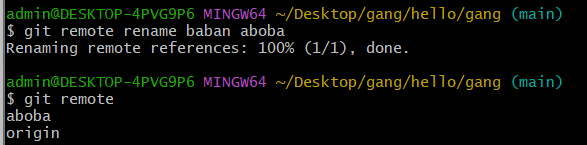 admin@DESKTOP-4PVG9P6 MINGW64 ~/Desktop/gang/hello/gang (main)
$ git remote rename baban aboba
Renaming remote references: 100% (1/1), done.
admin@DESKTOP-4PVG9P6 MINGW64 ~/Desktop/gang/hello/gang (main)
$ git remote
aboba
origin